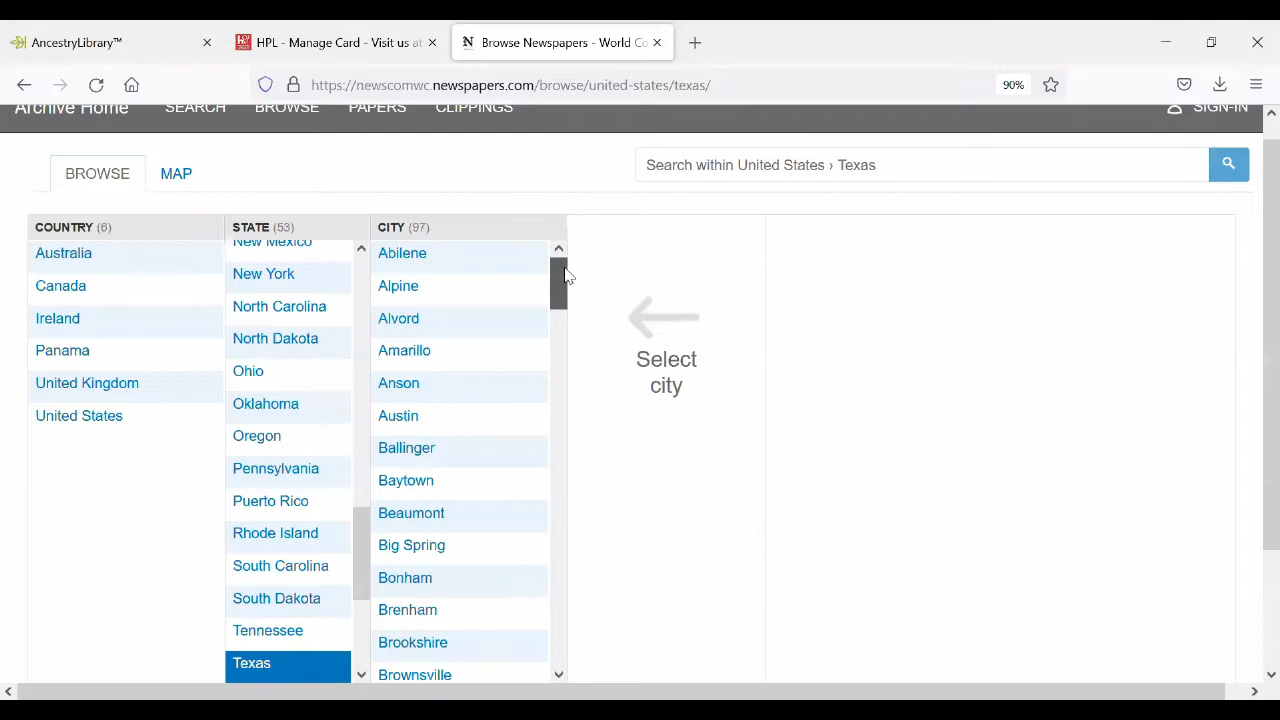 AncestryLibrary™
HPL - Manage Card - Visit us at
Browse Newspapers - World Co
https://newscomwc.newspapers.com/browse/united-states/texas/
90%
Archive Home SEARCH BROWSE PAPERS CLIPPINGS SIGN-IN
BROWSE MAP
Search within United States › Texas
COUNTRY (6)
Australia
Canada
Ireland
Panama
United Kingdom
United States
STATE (53)
New Mexico
New York
North Carolina
North Dakota
Ohio
Oklahoma
Oregon
Pennsylvania
Puerto Rico
Rhode Island
South Carolina
South Dakota
Tennessee
Texas
CITY (97)
Abilene
Alpine
Alvord
Amarillo
Anson
Austin
Ballinger
Baytown
Beaumont
Big Spring
Bonham
Brenham
Brookshire
Brownsville
Select
city